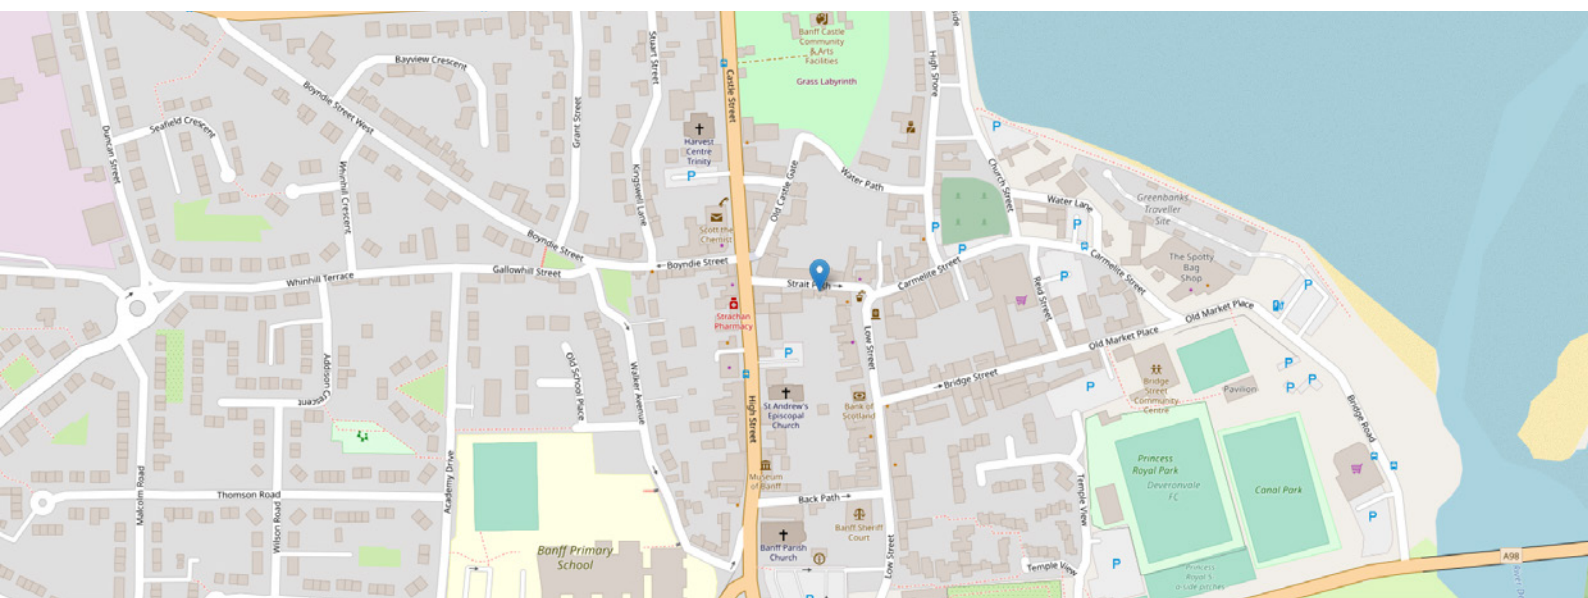 Banff Castle
Community
& Arts
Facilities
Grass Labyrinth
Bayview Crescent
Stuart Street
Castle Street
High Shore
Boyndie Street West
Grant Street
Seafield Crescent
Duncan Street
P
Harvest
Centre
Trinity
P
Whinhill Crescent
Kingswell Lane
Old Castle Gate
Water Path
Church Street
Water Lane
Greenbanks
Traveller
Site
Scott the
Chemist
P
P
P
Boyndie Street
Boyndie Street
Gallowhill Street
Whinhill Terrace
Strait Path
Carmelite Street
Carmelite Street
The Spotty
Bag
Shop
P
P
Reid Street
Strachan
Pharmacy
Old Market Place
Old Market Place
Low Street
P
Addison Crescent
Old School Place
Walker Avenue
Bridge Street
P
Bridge
Street
Community
Centre
Pavilion
P
P
P
St Andrew's
Episcopal
Church
Bank of
Scotland
High Street
Bridge Road
Princess
Royal Park
Deveronvale
FC
Canal Park
Museum
of Banff
Malcolm Road
Thomson Road
Wilson Road
Academy Drive
Back Path
Temple View
P
Banff Parish
Church
Banff Sheriff
Court
Banff Primary
School
Low Street
Temple View
P
Princess
Royal 5
a-side pitches
A98
P